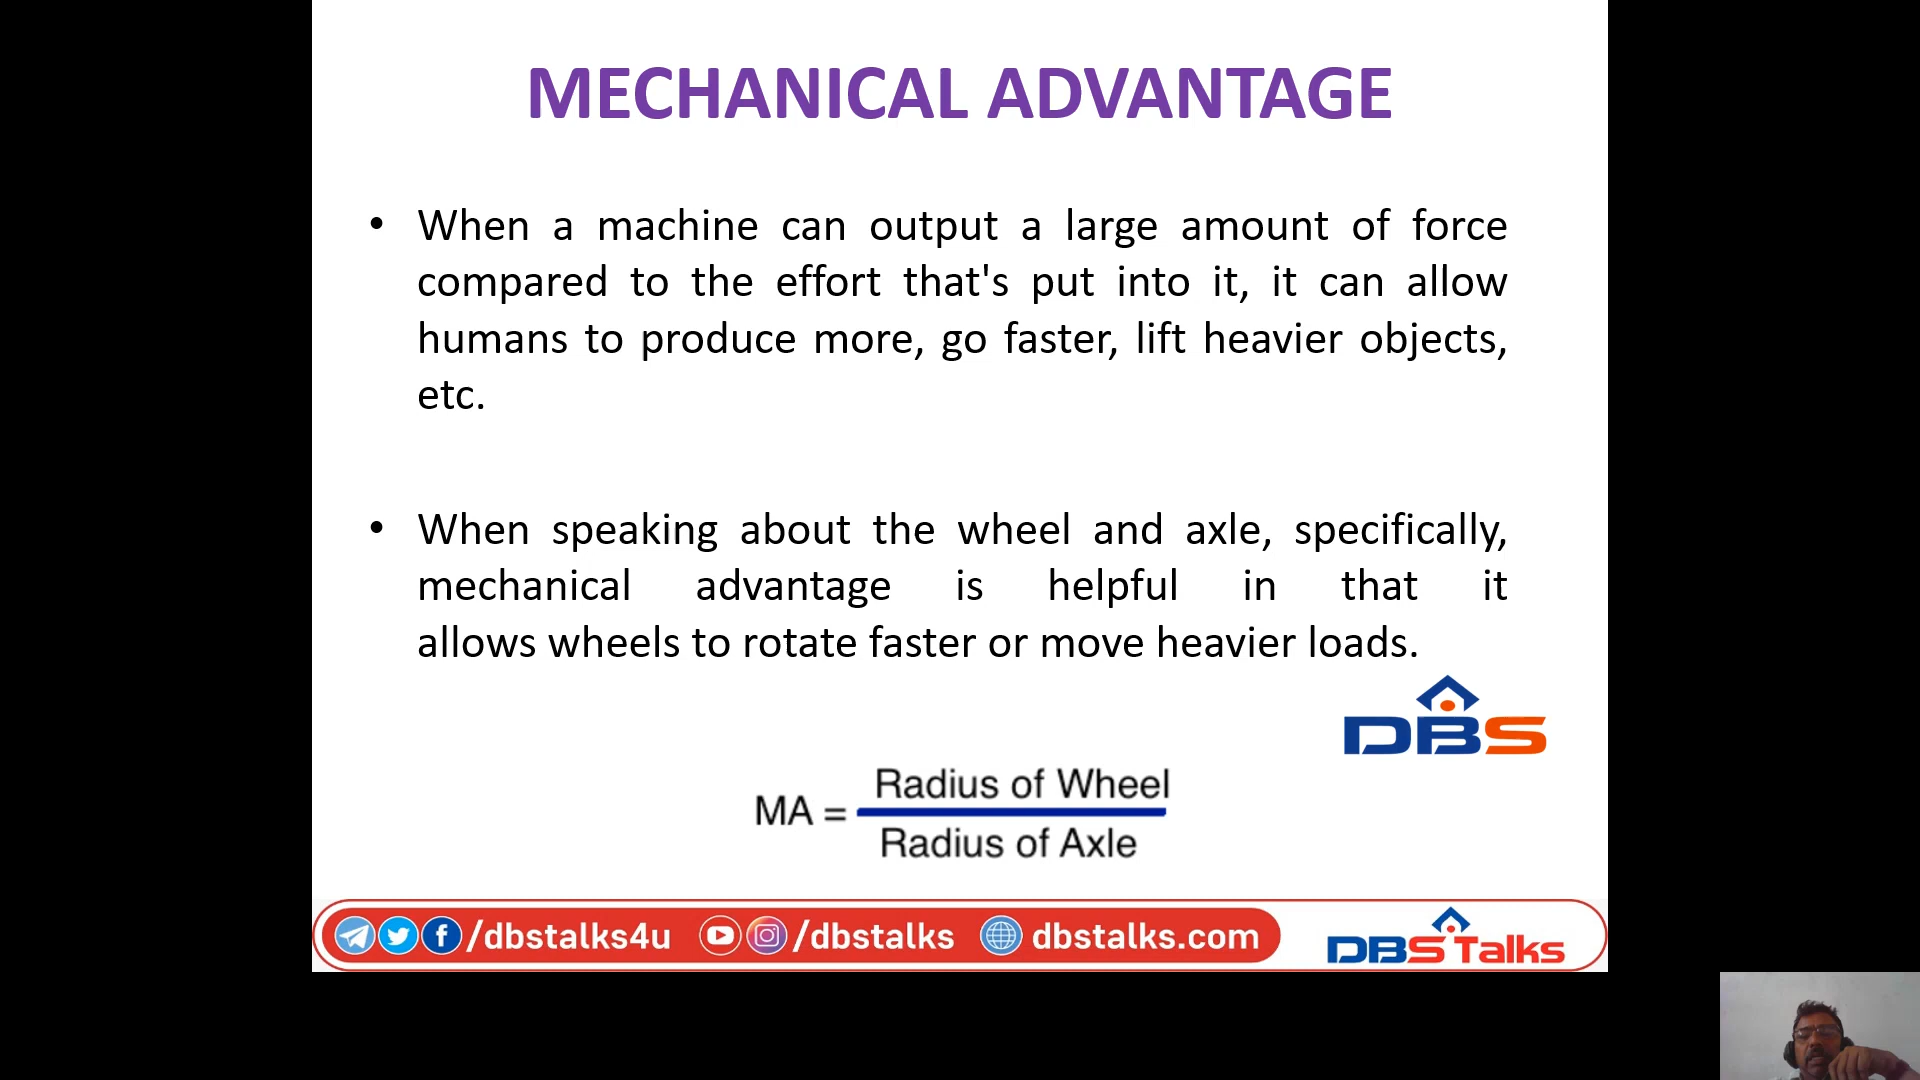 MECHANICAL ADVANTAGE
• When a machine can output a large amount of force
compared to the effort that's put into it, it can allow
humans to produce more, go faster, lift heavier objects,
etc.
• When speaking about the wheel and axle, specifically,
mechanical advantage is helpful in that it
allows wheels to rotate faster or move heavier loads.
DBS
MA = Radius of Wheel
Radius of Axle
/dbstalks4u /dbstalks dbstalks.com DBS Talks